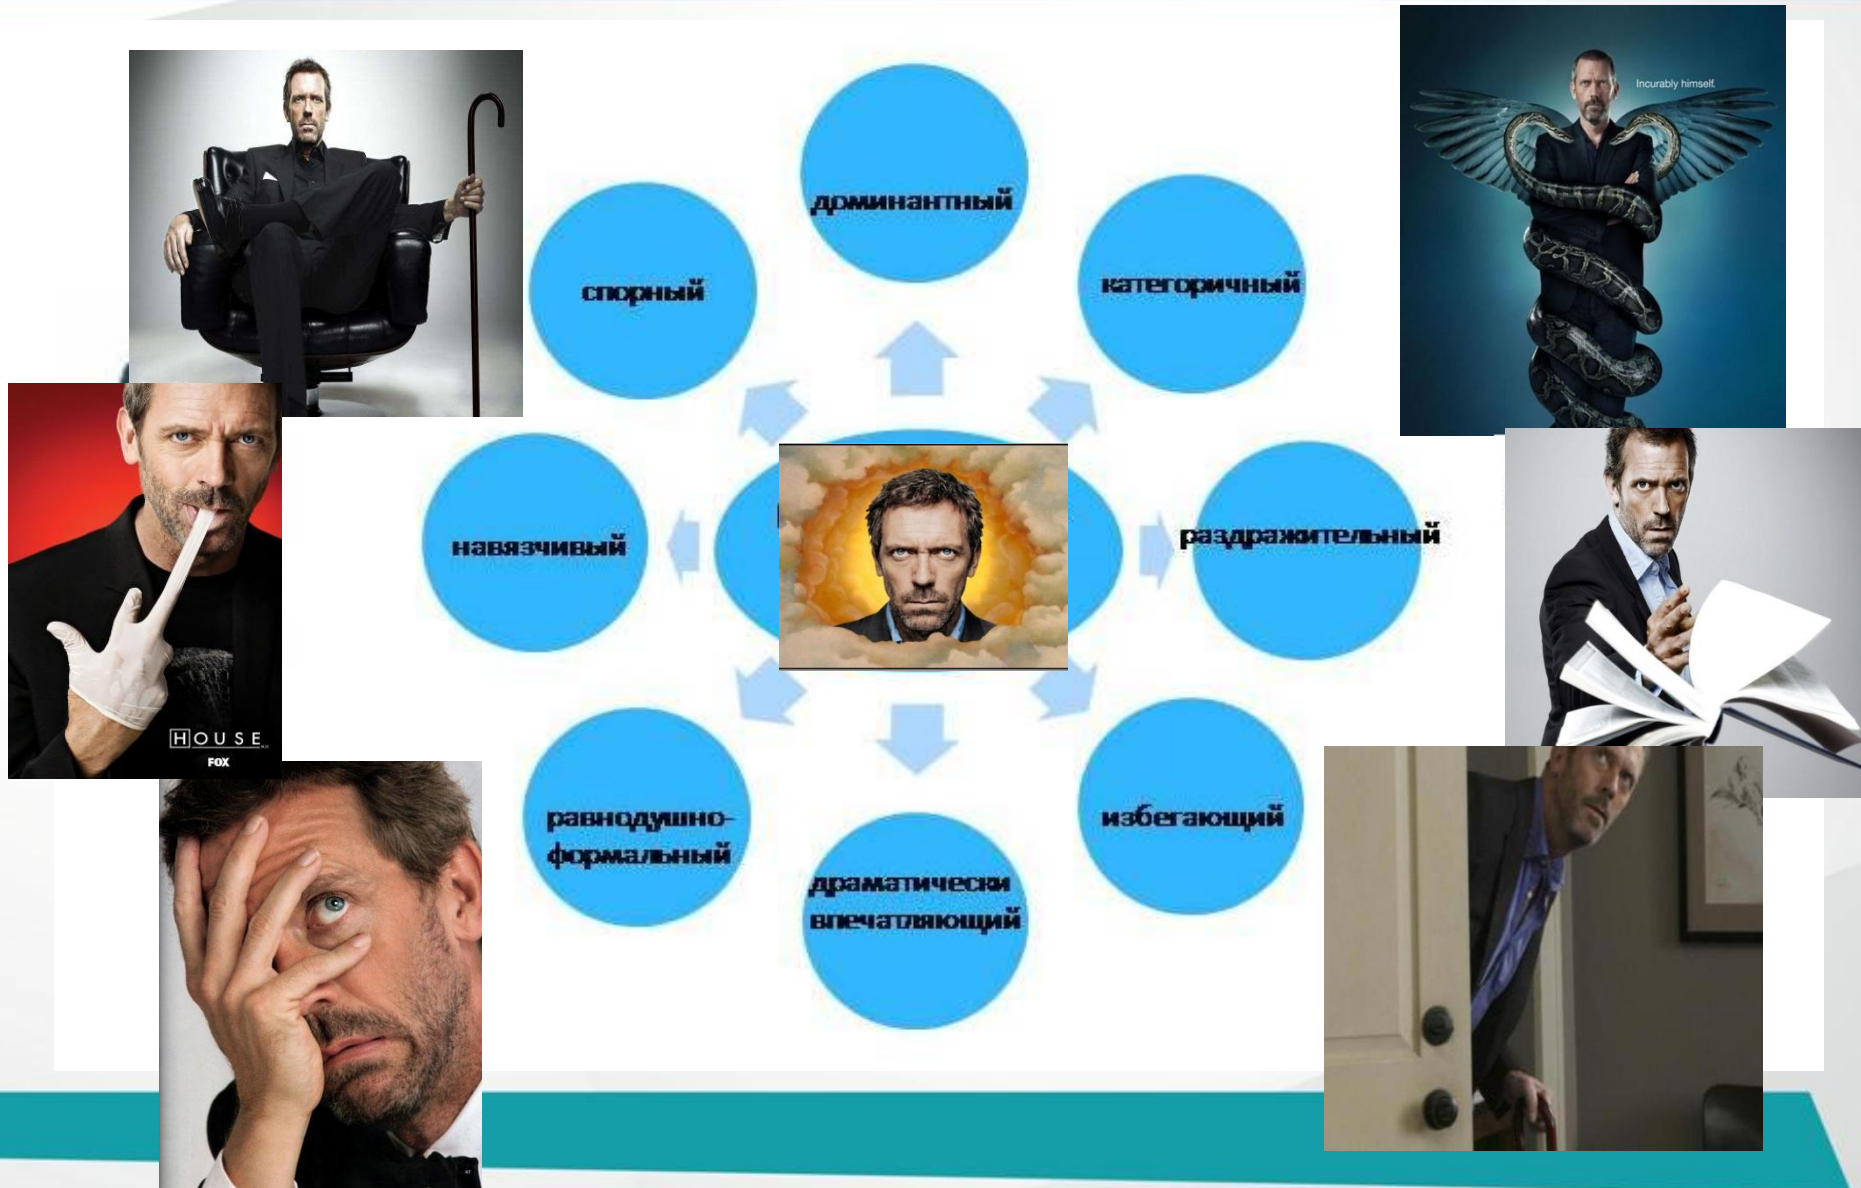 Incurably himself.
доминантный
категоричный
спорный
раздражительный
навязчивый
HOUSE
FOX
избегающий
равнодушно-
формальный
драматически
впечатляющий